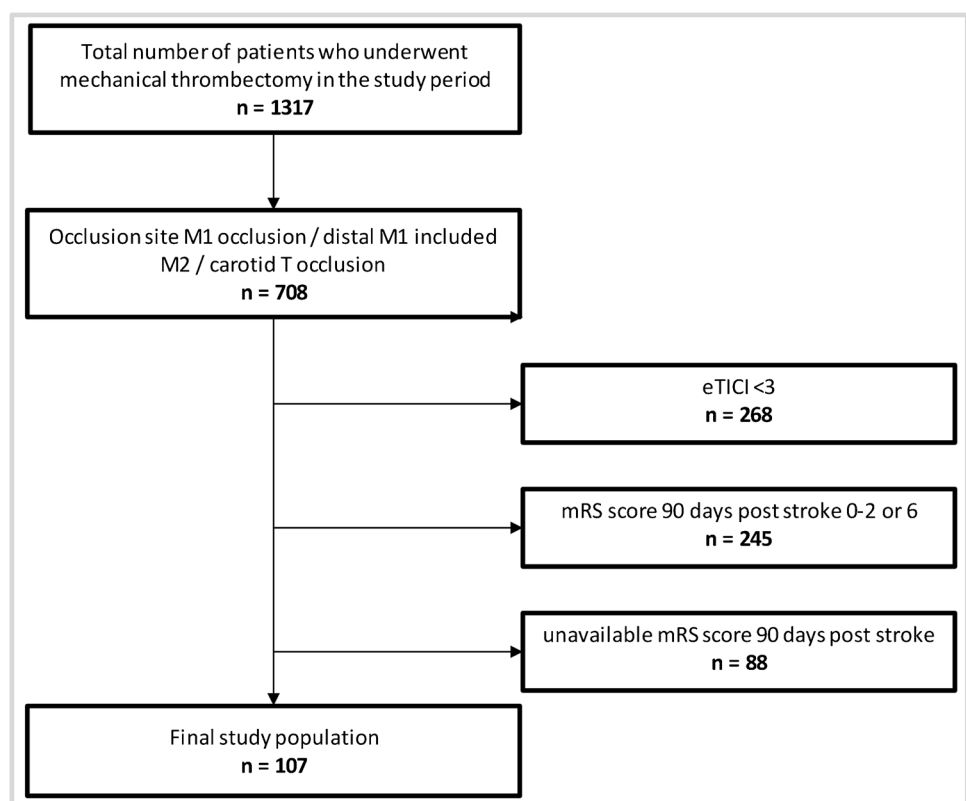 Total number of patients who underwent
mechanical thrombectomy in the study period
n = 1317
Occlusion site M1 occlusion / distal M1 included
M2 / carotid T occlusion
n = 708
eTICI <3
n = 268
mRS score 90 days post stroke 0-2 or 6
n = 245
unavailable mRS score 90 days post stroke
n = 88
Final study population
n = 107